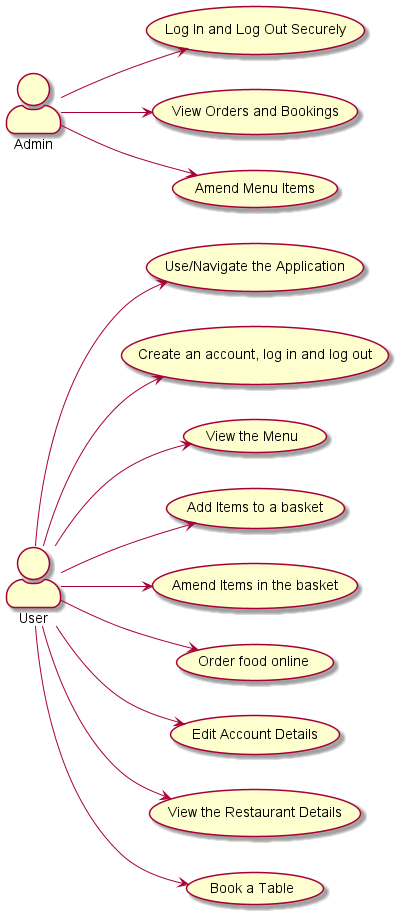 Log In and Log Out Securely
View Orders and Bookings
Admin
Amend Menu Items
Use/Navigate the Application
Create an account, log in and log out
View the Menu
Add Items to a basket
Amend Items in the basket
User
Order food online
Edit Account Details
View the Restaurant Details
Book a Table